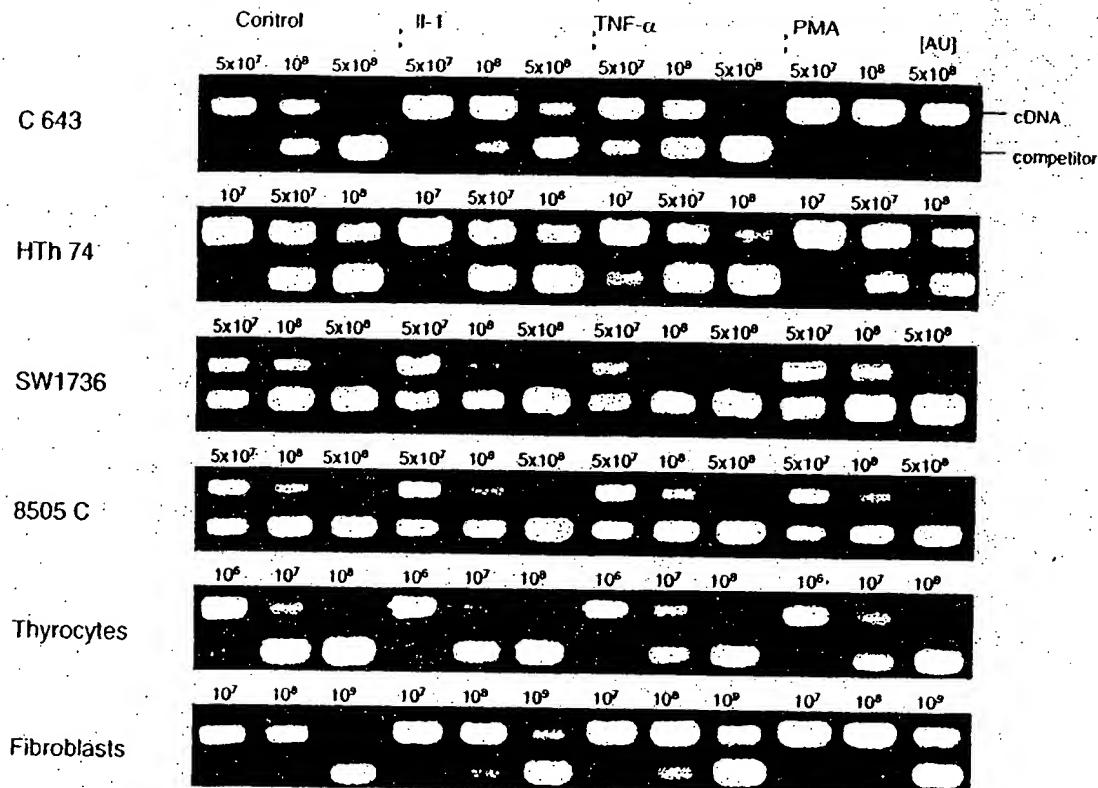 Control Il-1 TNF-α PMA [AU]
5x10⁷ 10⁸ 5x10⁸ 5x10⁷ 10⁸ 5x10⁸ 5x10⁷ 10⁸ 5x10⁸ 5x10⁷ 10⁸ 5x10⁸
C 643
cDNA
competitor
10⁷ 5x10⁷ 10⁸ 10⁷ 5x10⁷ 10⁸ 10⁷ 5x10⁷ 10⁸ 10⁷ 5x10⁷ 10⁸
HTh 74
5x10⁷ 10⁸ 5x10⁸ 5x10⁷ 10⁸ 5x10⁸ 5x10⁷ 10⁸ 5x10⁸ 5x10⁷ 10⁸ 5x10⁸
SW1736
5x10⁷ 10⁸ 5x10⁸ 5x10⁷ 10⁸ 5x10⁸ 5x10⁷ 10⁸ 5x10⁸ 5x10⁷ 10⁸ 5x10⁸
8505 C
10⁶ 10⁷ 10⁸ 10⁶ 10⁷ 10⁸ 10⁶ 10⁷ 10⁸ 10⁶ 10⁷ 10⁸
Thyrocytes
10⁷ 10⁸ 10⁹ 10⁷ 10⁸ 10⁹ 10⁷ 10⁸ 10⁹ 10⁷ 10⁸ 10⁹
Fibroblasts